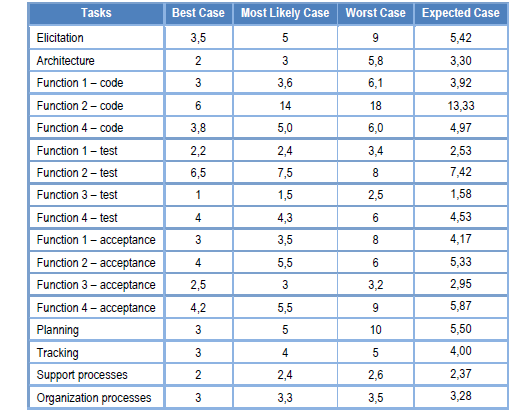 Tasks Best Case Most Likely Case Worst Case Expected Case
Elicitation 3,5 5 9 5,42
Architecture 2 3 5,8 3,30
Function 1 – code 3 3,6 6,1 3,92
Function 2 – code 6 14 18 13,33
Function 4 – code 3,8 5,0 6,0 4,97
Function 1 – test 2,2 2,4 3,4 2,53
Function 2 – test 6,5 7,5 8 7,42
Function 3 – test 1 1,5 2,5 1,58
Function 4 – test 4 4,3 6 4,53
Function 1 – acceptance 3 3,5 8 4,17
Function 2 – acceptance 4 5,5 6 5,33
Function 3 – acceptance 2,5 3 3,2 2,95
Function 4 – acceptance 4,2 5,5 9 5,87
Planning 3 5 10 5,50
Tracking 3 4 5 4,00
Support processes 2 2,4 2,6 2,37
Organization processes 3 3,3 3,5 3,28